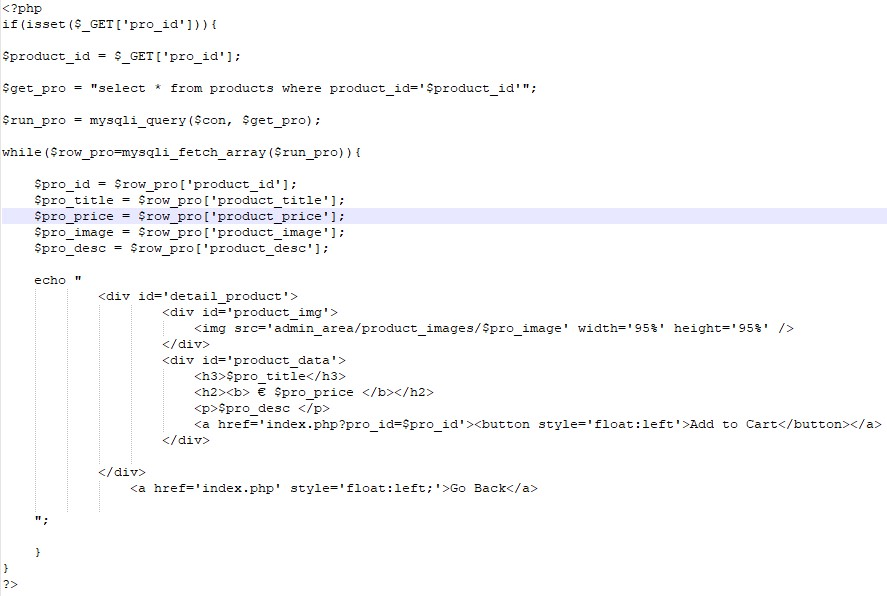 <?php
if(isset($_GET['pro_id'])){
$product_id = $_GET['pro_id'];
$get_pro = "select * from products where product_id='$product_id'";
$run_pro = mysqli_query($con, $get_pro);
while($row_pro=mysqli_fetch_array($run_pro)){
$pro_id = $row_pro['product_id'];
$pro_title = $row_pro['product_title'];
$pro_price = $row_pro['product_price'];
$pro_image = $row_pro['product_image'];
$pro_desc = $row_pro['product_desc'];
echo "
<div id='detail_product'>
<div id='product_img'>
<img src='admin_area/product_images/$pro_image' width='95%' height='95%' />
</div>
<div id='product_data'>
<h3>$pro_title</h3>
<h2><b> € $pro_price </b></h2>
<p>$pro_desc </p>
<a href='index.php?pro_id=$pro_id'><button style='float:left'>Add to Cart</button></a>
</div>
</div>
<a href='index.php' style='float:left;'>Go Back</a>
";
}
}
?>